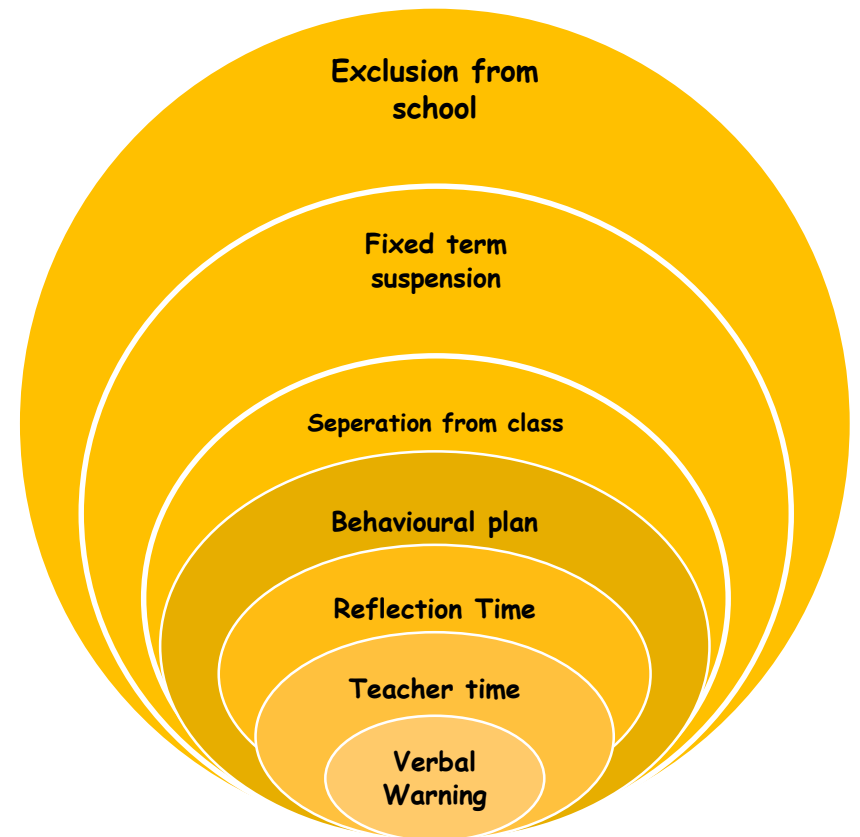 Exclusion from
school
Fixed term
suspension
Seperation from class
Behavioural plan
Reflection Time
Teacher time
Verbal
Warning